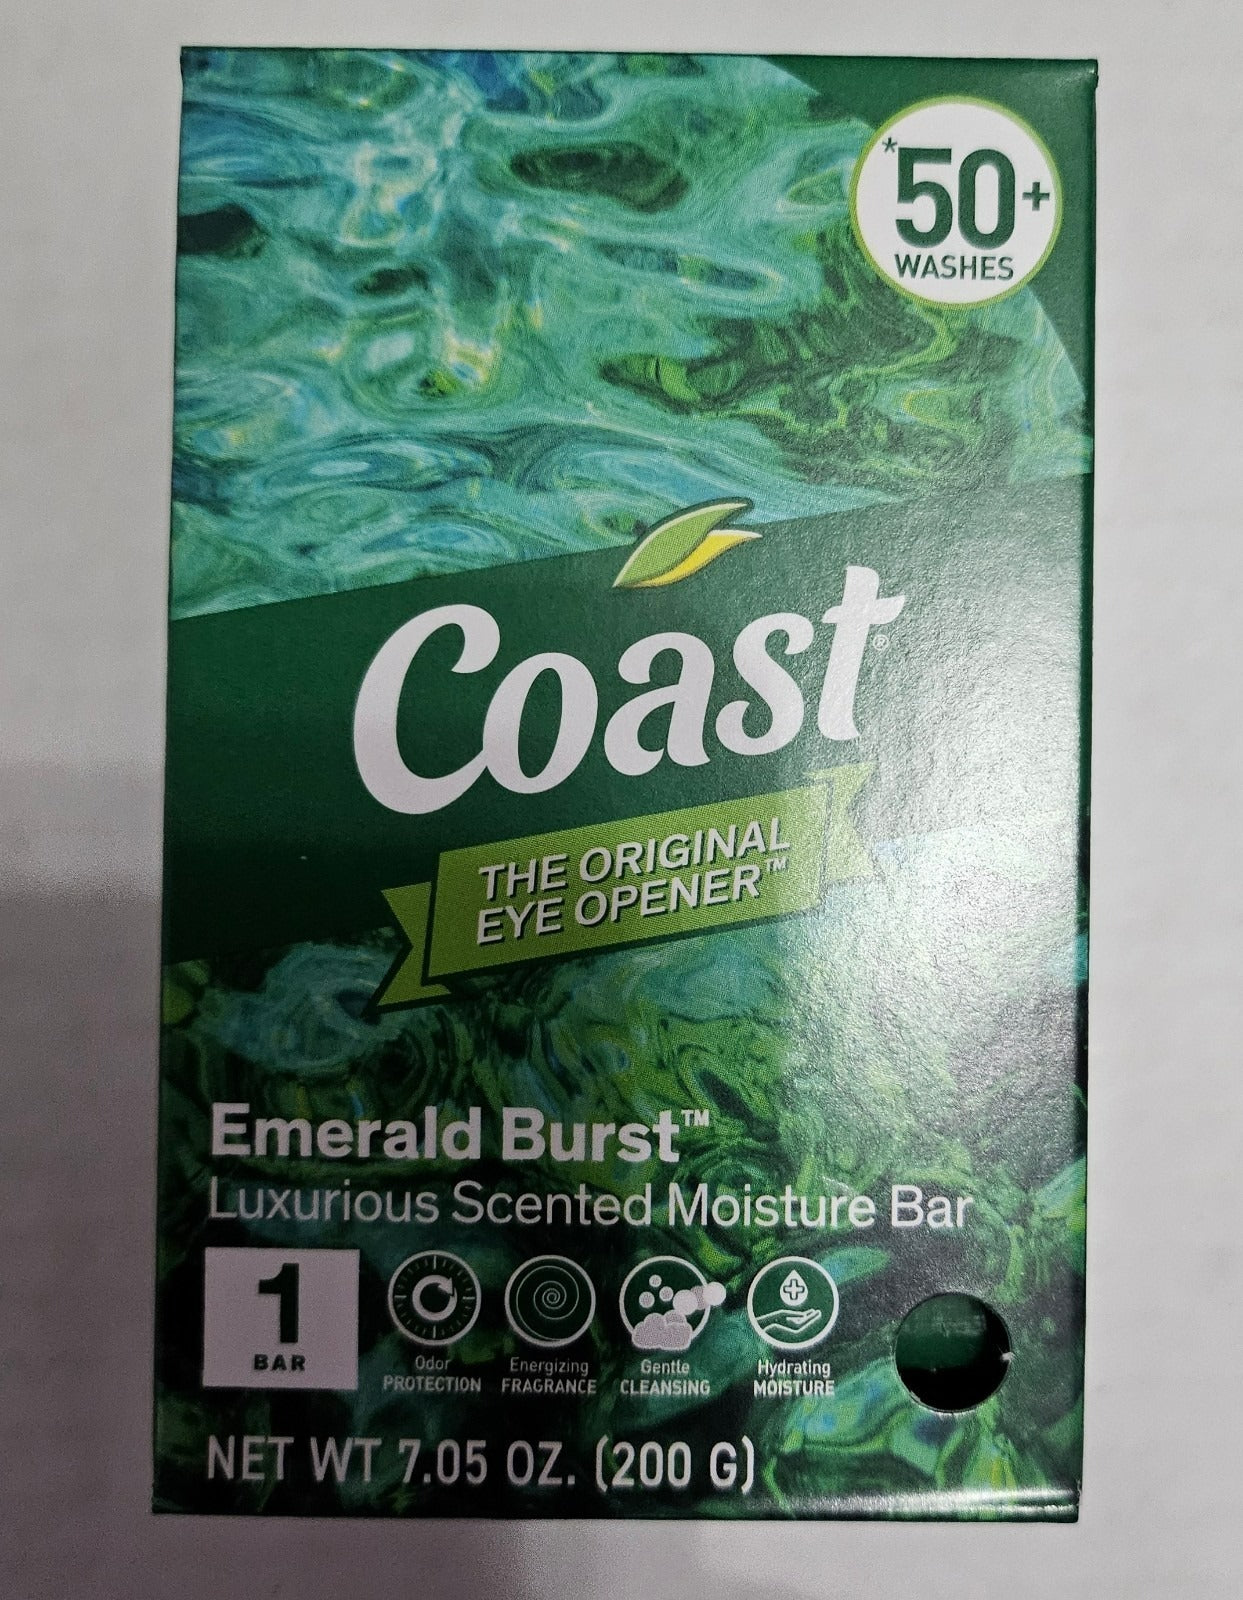 *50+
WASHES
Coast®
THE ORIGINAL
EYE OPENER™
Emerald Burst™
Luxurious Scented Moisture Bar
1
BAR
Odor
PROTECTION
Energizing
FRAGRANCE
Gentle
CLEANSING
Hydrating
MOISTURE
NET WT 7.05 OZ. (200 G)